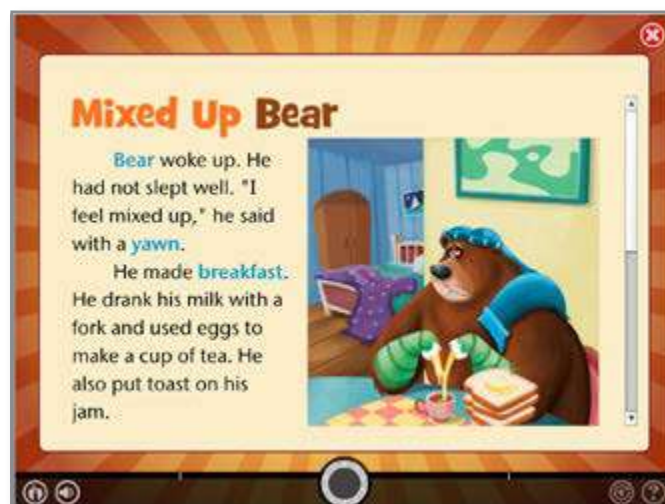 Mixed Up Bear
Bear woke up. He
had not slept well. "I
feel mixed up," he said
with a yawn.
He made breakfast.
He drank his milk with a
fork and used eggs to
make a cup of tea. He
also put toast on his
jam.